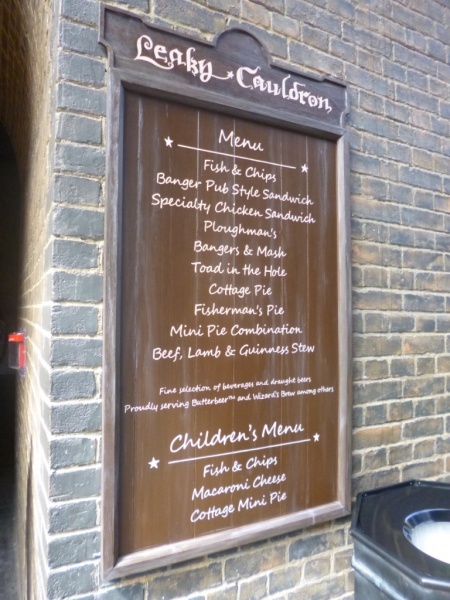 Leaky Cauldron
Menu
Fish & Chips
Banger Pub Style Sandwich
Specialty Chicken Sandwich
Ploughman's
Bangers & Mash
Toad in the Hole
Cottage Pie
Fisherman's Pie
Mini Pie Combination
Beef, Lamb & Guinness Stew
Fine selection of beverages and draught beers
Proudly serving Butterbeer™ and Wizard's Brew among others
Children's Menu
Fish & Chips
Macaroni Cheese
Cottage Mini Pie